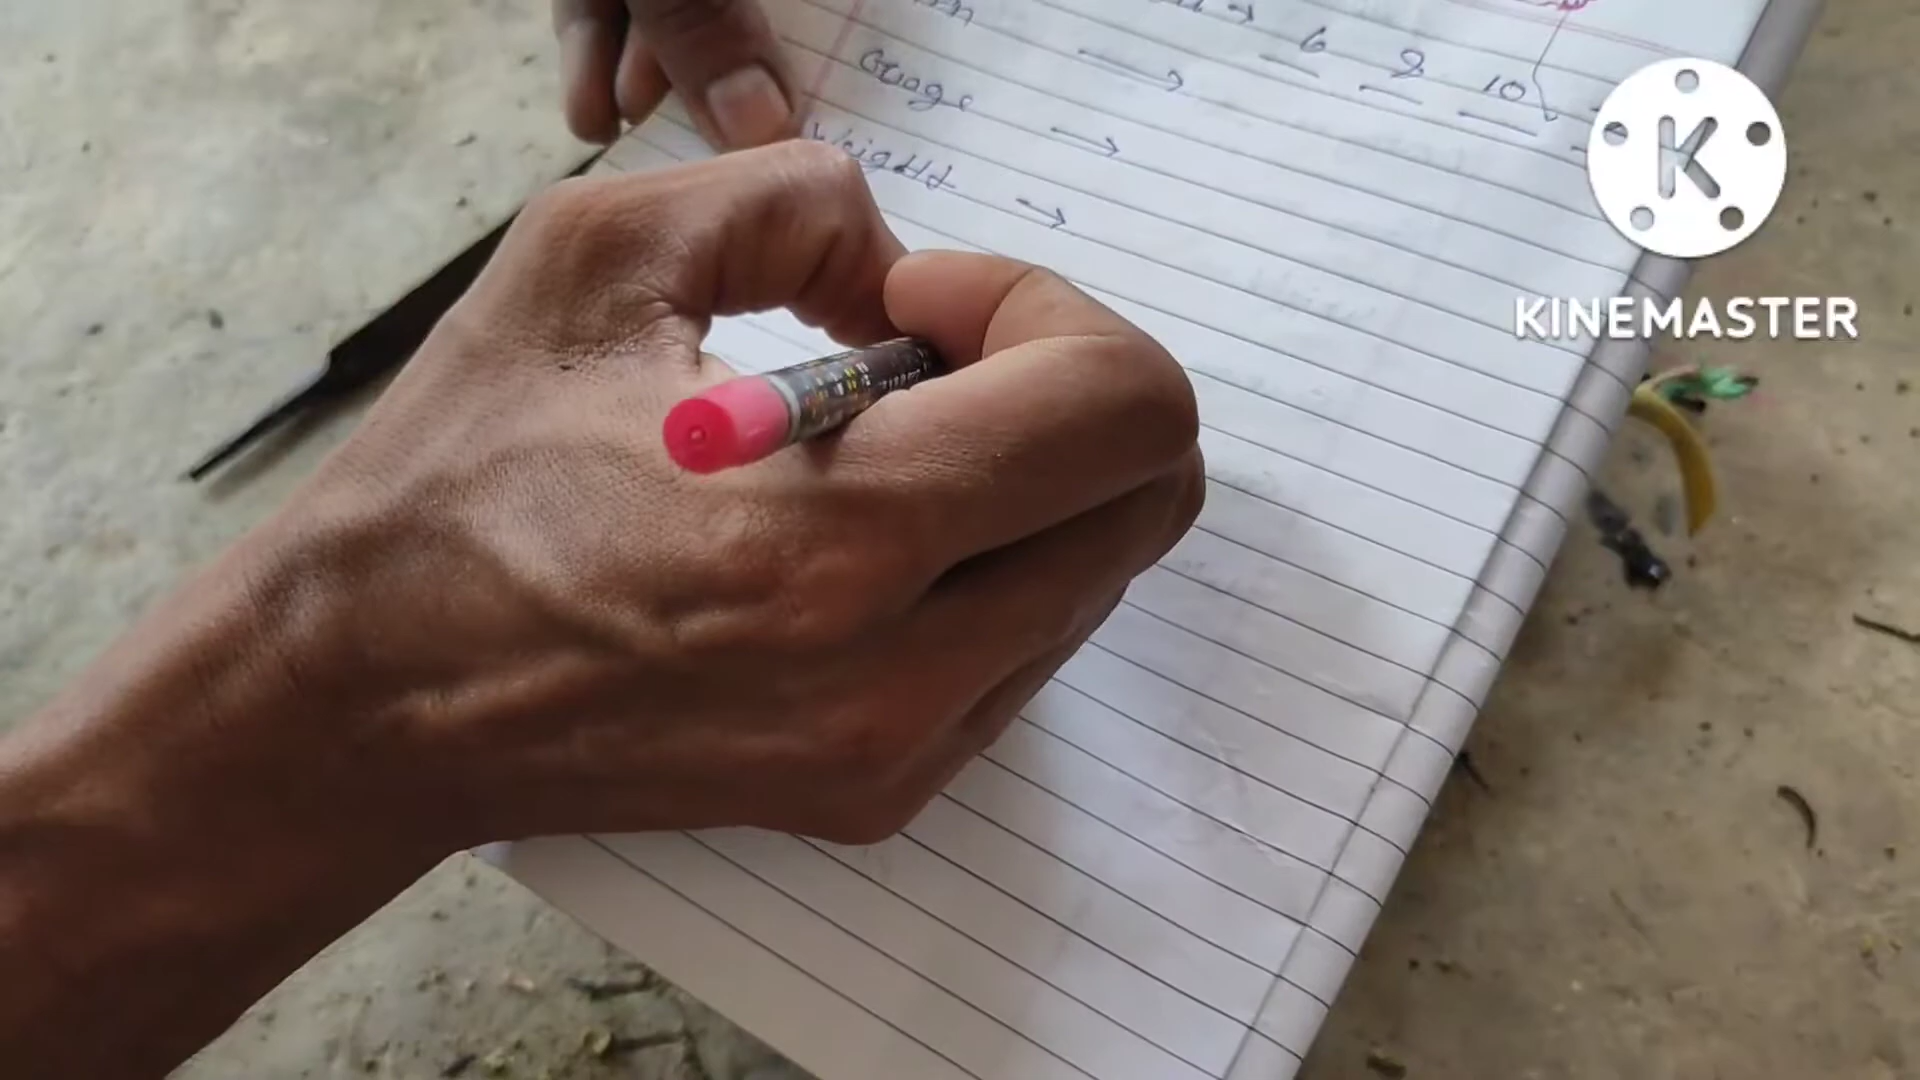 → 6 8 10
→
Guage →
Weight →
K
KINEMASTER